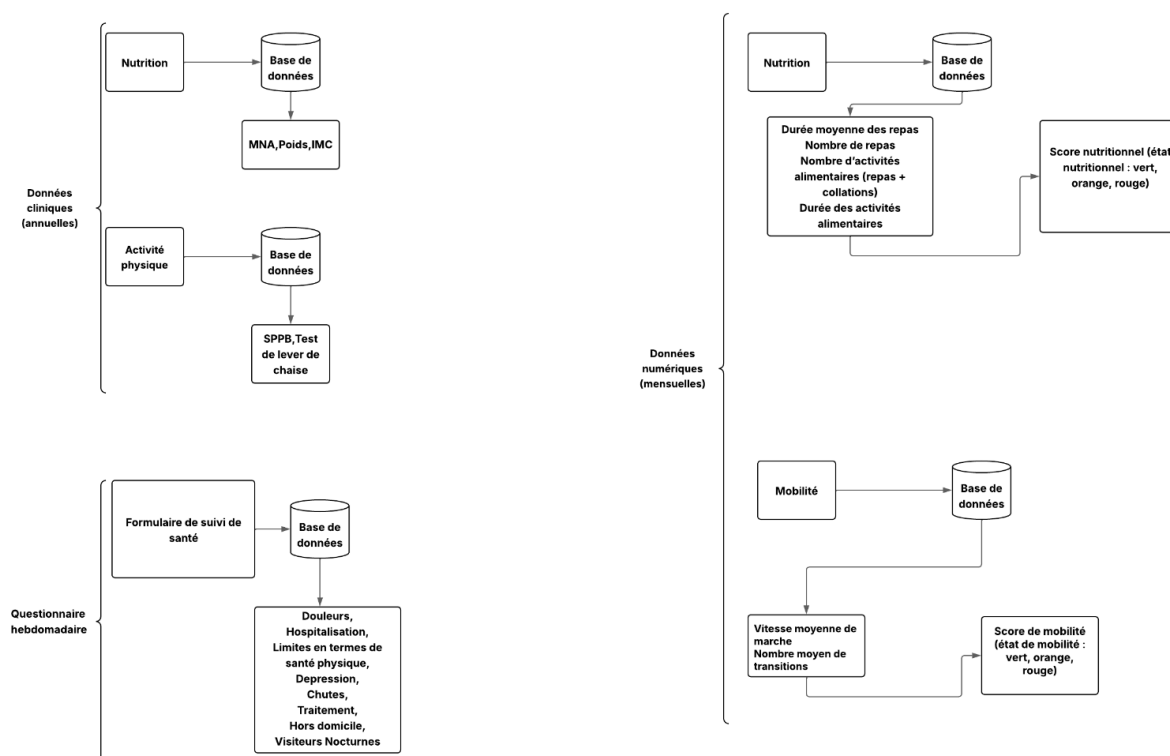 Données
cliniques
(annuelles)
Nutrition
Base de
données
MNA,Poids,IMC
Activité
physique
Base de
données
SPPB,Test
de lever de
chaise
Questionnaire
hebdomadaire
Formulaire de suivi de
santé
Base de
données
Douleurs,
Hospitalisation,
Limites en termes de
santé physique,
Depression,
Chutes,
Traitement,
Hors domicile,
Visiteurs Nocturnes
Données
numériques
(mensuelles)
Nutrition
Base de
données
Durée moyenne des repas
Nombre de repas
Nombre d'activités
alimentaires (repas +
collations)
Durée des activités
alimentaires
Score nutritionnel (état
nutritionnel : vert,
orange, rouge)
Mobilité
Base de
données
Vitesse moyenne de
marche
Nombre moyen de
transitions
Score de mobilité
(état de mobilité :
vert, orange,
rouge)